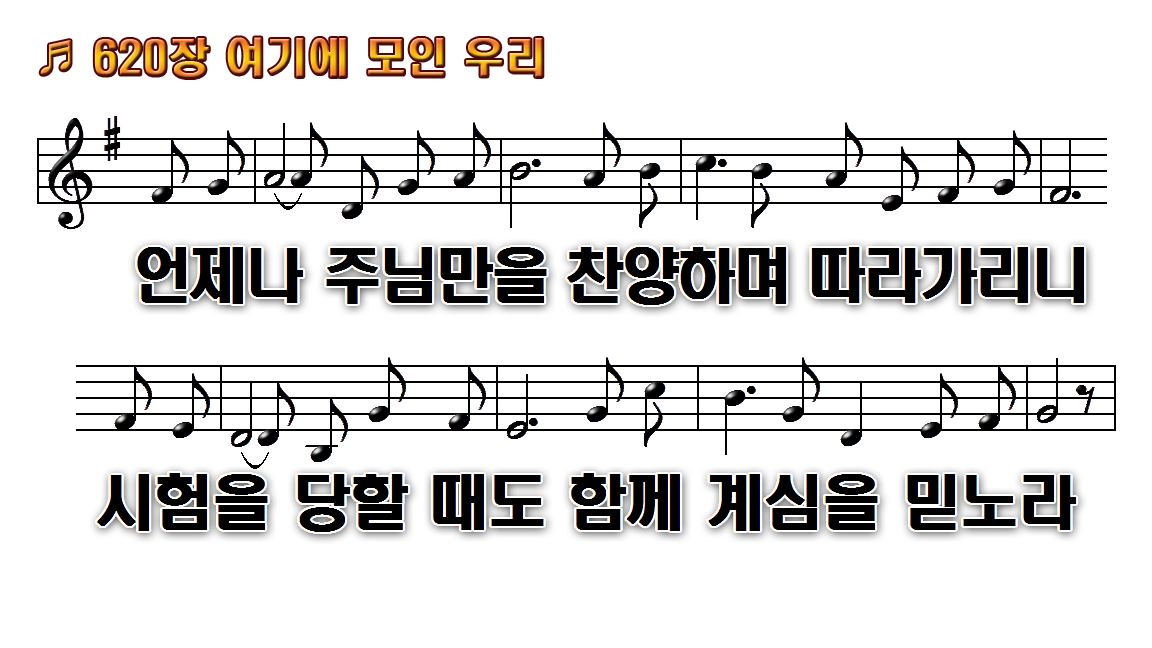 620장 여기에 모인 우리
언제나 주님만을 찬양하며 따라가리니
시험을 당할 때도 함께 계심을 믿노라